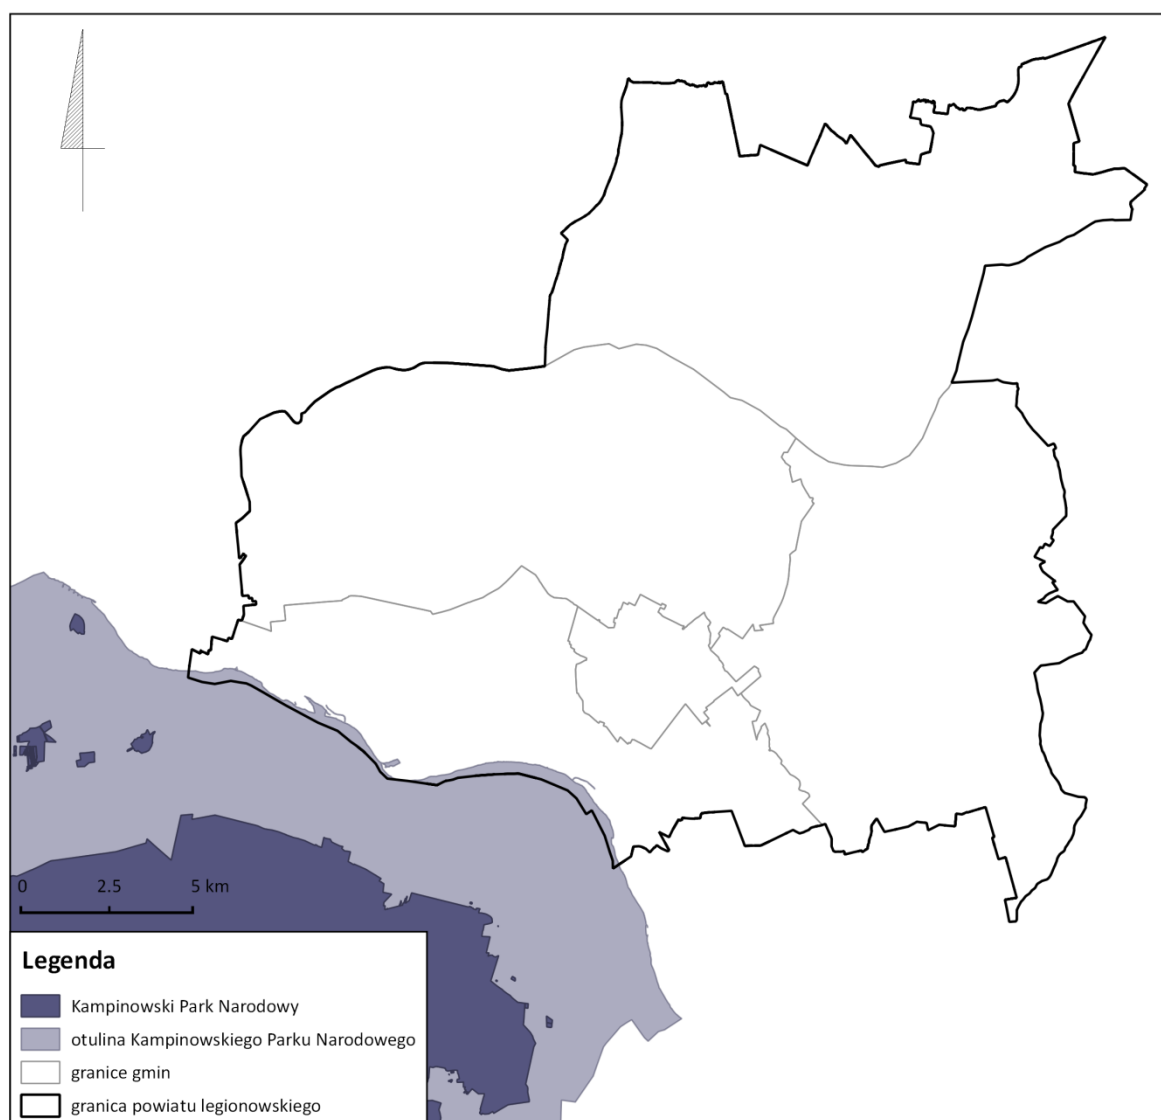 0 2.5 5 km
Legenda
Kampinowski Park Narodowy
otulina Kampinowskiego Parku Narodowego
granice gmin
granica powiatu legionowskiego